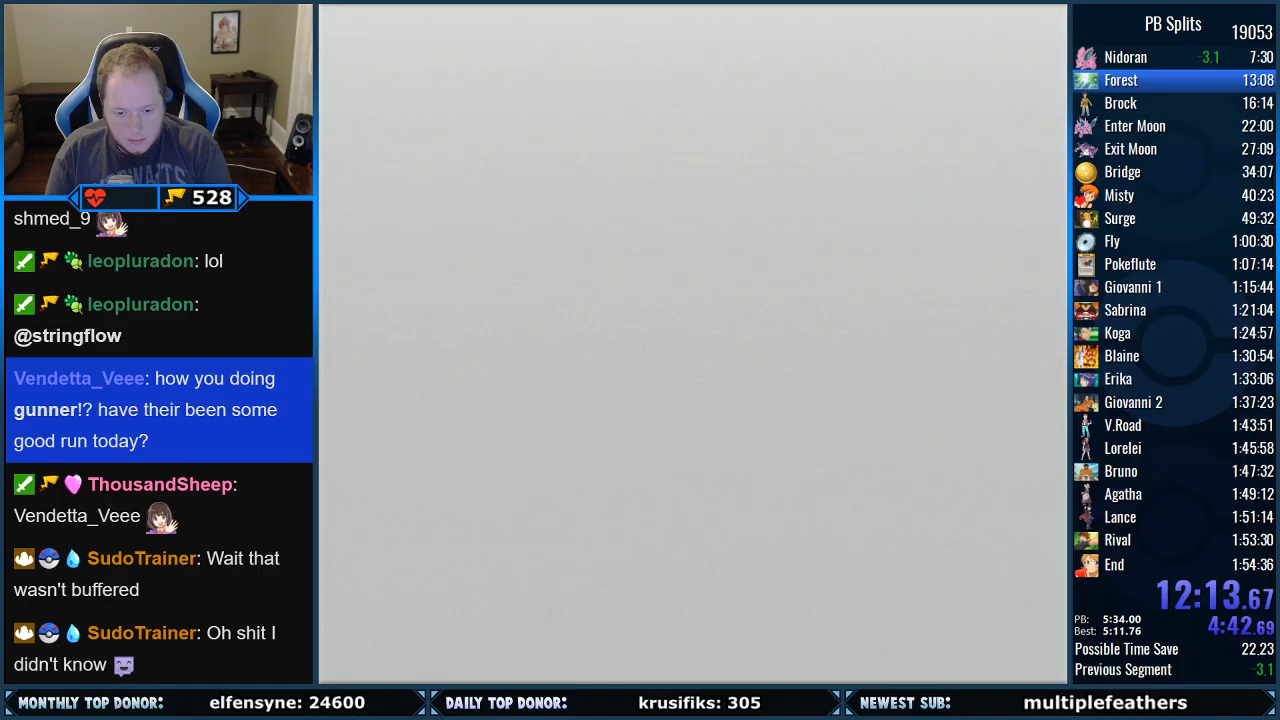 528
shmed_9
leopluradon: lol
leopluradon:
@stringflow
Vendetta_Veee: how you doing
gunner!? have their been some
good run today?
ThousandSheep:
Vendetta_Veee
SudoTrainer: Wait that
wasn't buffered
SudoTrainer: Oh shit I
didn't know
PB Splits
19053
Nidoran -3.1 7:30
Forest 13:08
Brock 16:14
Enter Moon 22:00
Exit Moon 27:09
Bridge 34:07
Misty 40:23
Surge 49:32
Fly 1:00:30
Pokeflute 1:07:14
Giovanni 1 1:15:44
Sabrina 1:21:04
Koga 1:24:57
Blaine 1:30:54
Erika 1:33:06
Giovanni 2 1:37:23
V.Road 1:43:51
Lorelei 1:45:58
Bruno 1:47:32
Agatha 1:49:12
Lance 1:51:14
Rival 1:53:30
End 1:54:36
12:13.67
PB: 5:34.00
Best: 5:11.76
4:42.69
Possible Time Save 22.23
Previous Segment -3.1
MONTHLY TOP DONOR: elfensyne: 24600
DAILY TOP DONOR: krusifiks: 305
NEWEST SUB: multiplefeathers